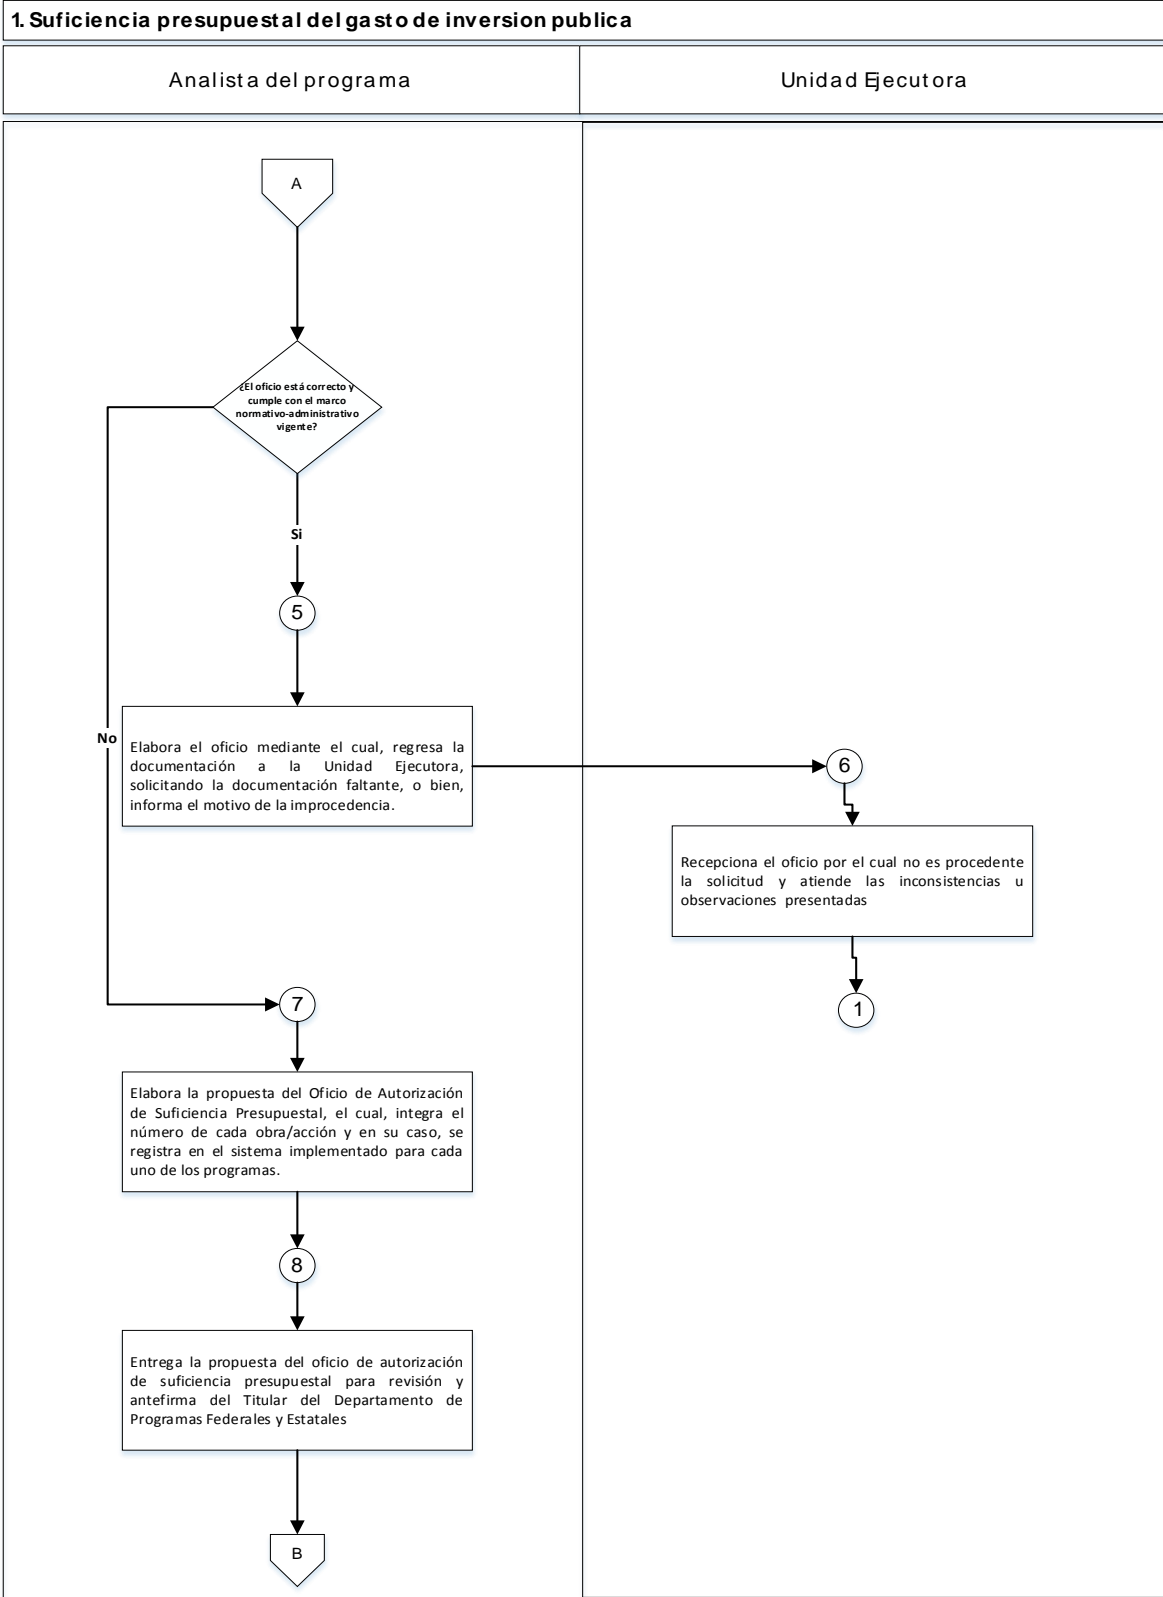 1. Suficiencia presupuestal del gasto de inversion publica
Analista del programa
Unidad Ejecutora
A
¿El oficio está correcto y
cumple con el marco
normativo-administrativo
vigente?
Si
5
No
Elabora el oficio mediante el cual, regresa la
documentación a la Unidad Ejecutora,
solicitando la documentación faltante, o bien,
informa el motivo de la improcedencia.
6
Recepciona el oficio por el cual no es procedente
la solicitud y atiende las inconsistencias u
observaciones presentadas
1
7
Elabora la propuesta del Oficio de Autorización
de Suficiencia Presupuestal, el cual, integra el
número de cada obra/acción y en su caso, se
registra en el sistema implementado para cada
uno de los programas.
8
Entrega la propuesta del oficio de autorización
de suficiencia presupuestal para revisión y
antefirma del Titular del Departamento de
Programas Federales y Estatales
B